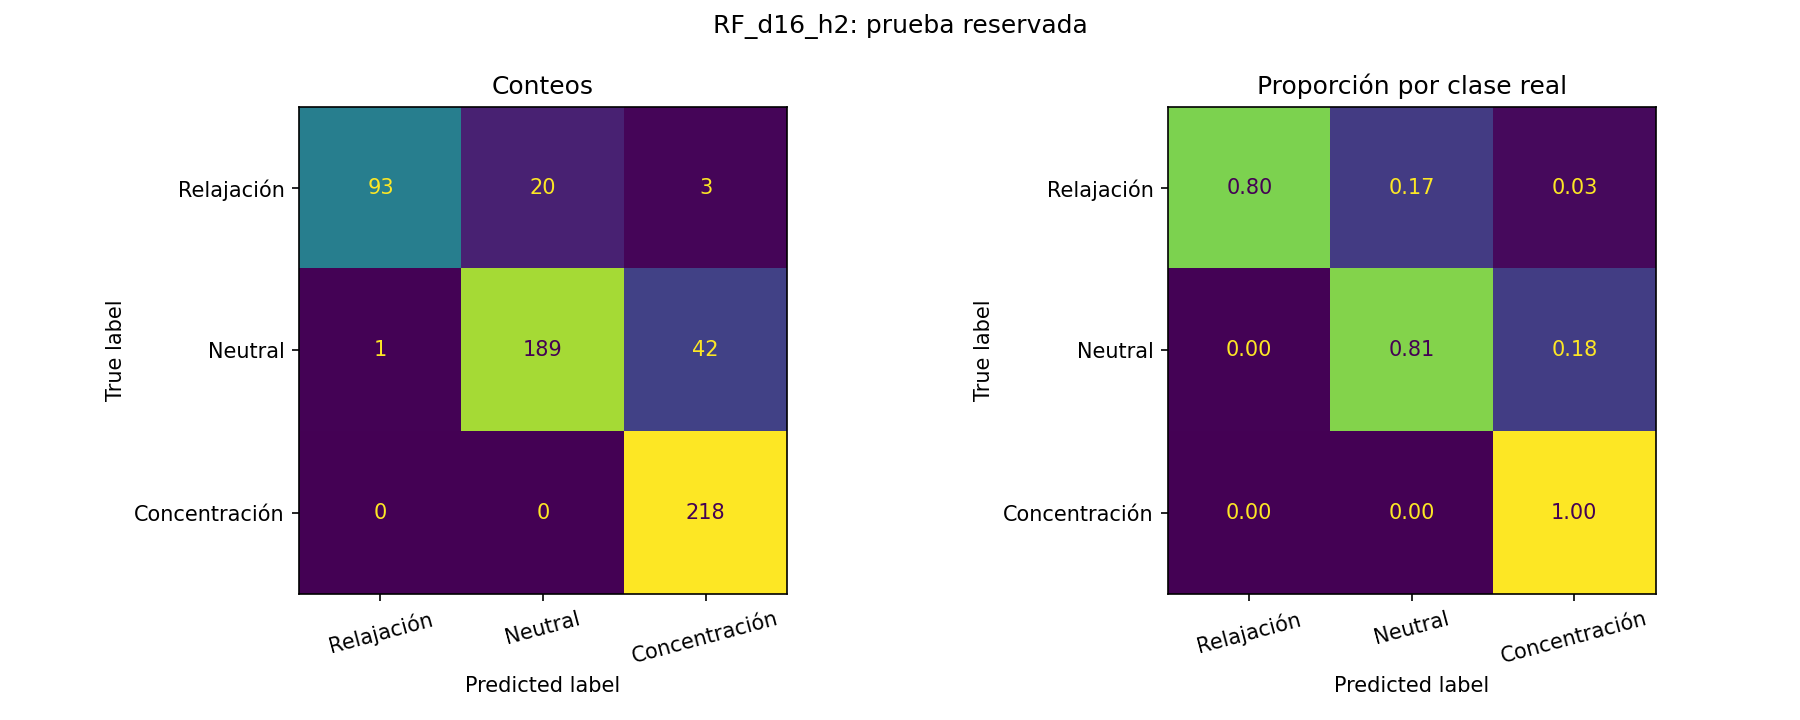 RF_d16_h2: prueba reservada
Conteos
True label
Relajación 93 20 3
Neutral 1 189 42
Concentración 0 0 218
Relajación Neutral Concentración
Predicted label
Proporción por clase real
True label
Relajación 0.80 0.17 0.03
Neutral 0.00 0.81 0.18
Concentración 0.00 0.00 1.00
Relajación Neutral Concentración
Predicted label